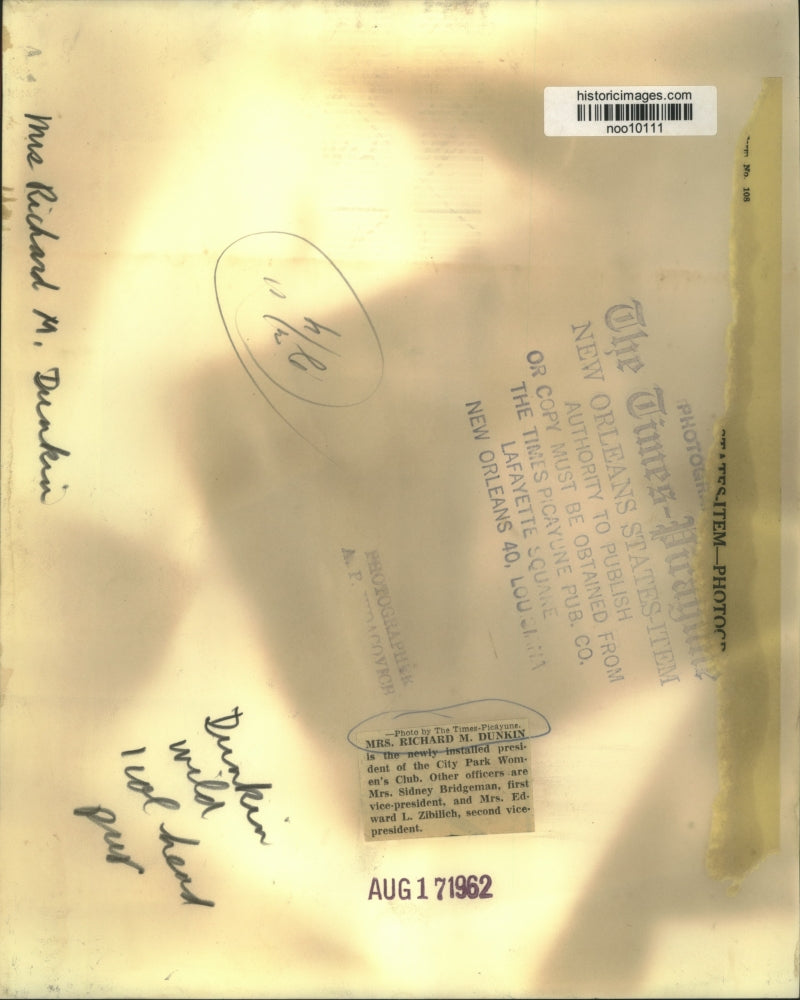 historicimages.com
noo10111
No. 108
Mrs Richard M. Dunkin
The Times-Picayune
NEW ORLEANS STATES-ITEM
AUTHORITY TO PUBLISH
OR COPY MUST BE OBTAINED FROM
THE TIMES PICAYUNE PUB. CO.
LAFAYETTE SQUARE
NEW ORLEANS 40, LOUISIANA
ITEM—PHOTOG
PHOTOGRAPHER
A. P.
—Photo by The Times-Picayune.
MRS. RICHARD M. DUNKIN
is the newly installed presi-
dent of the City Park Wom-
en's Club. Other officers are
Mrs. Sidney Bridgeman, first
vice-president, and Mrs. Ed-
ward L. Zibilich, second vice-
president.
AUG 17 1962
Dunkin
wild
1 col head